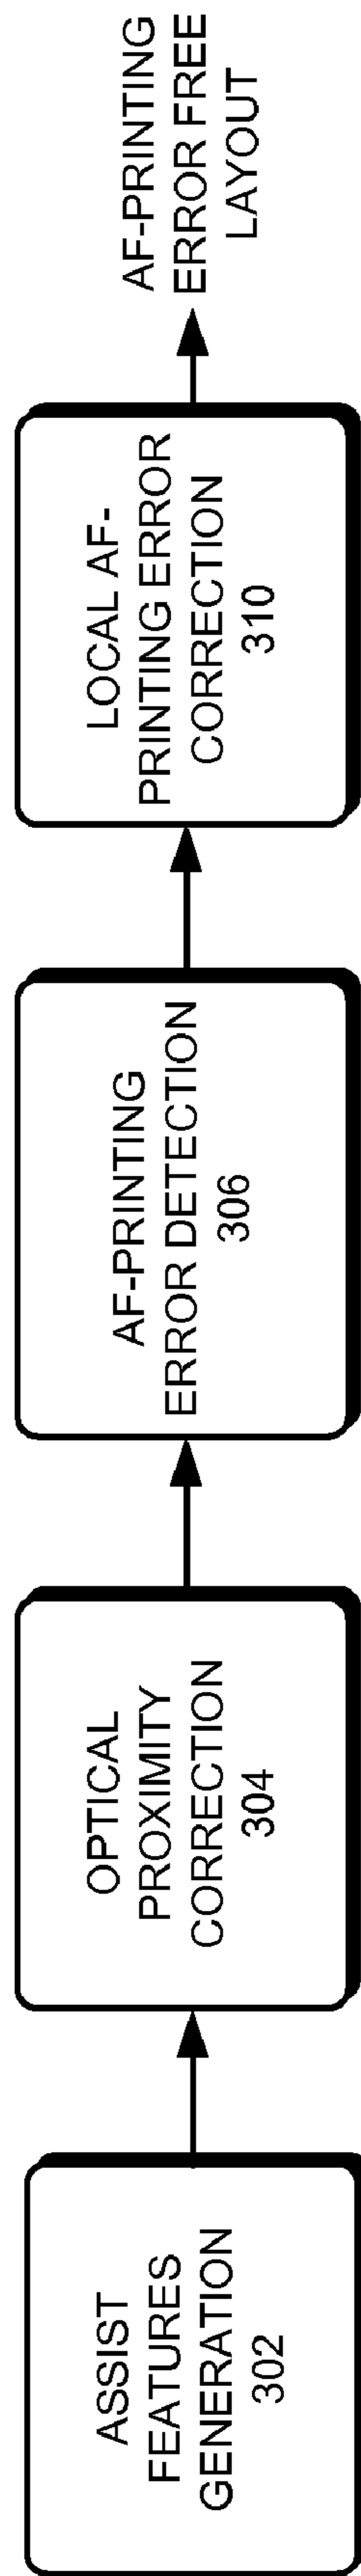 ASSIST
FEATURES
GENERATION
302
OPTICAL
PROXIMITY
CORRECTION
304
AF-PRINTING
ERROR DETECTION
306
LOCAL AF-
PRINTING ERROR
CORRECTION
310
AF-PRINTING
ERROR FREE
LAYOUT